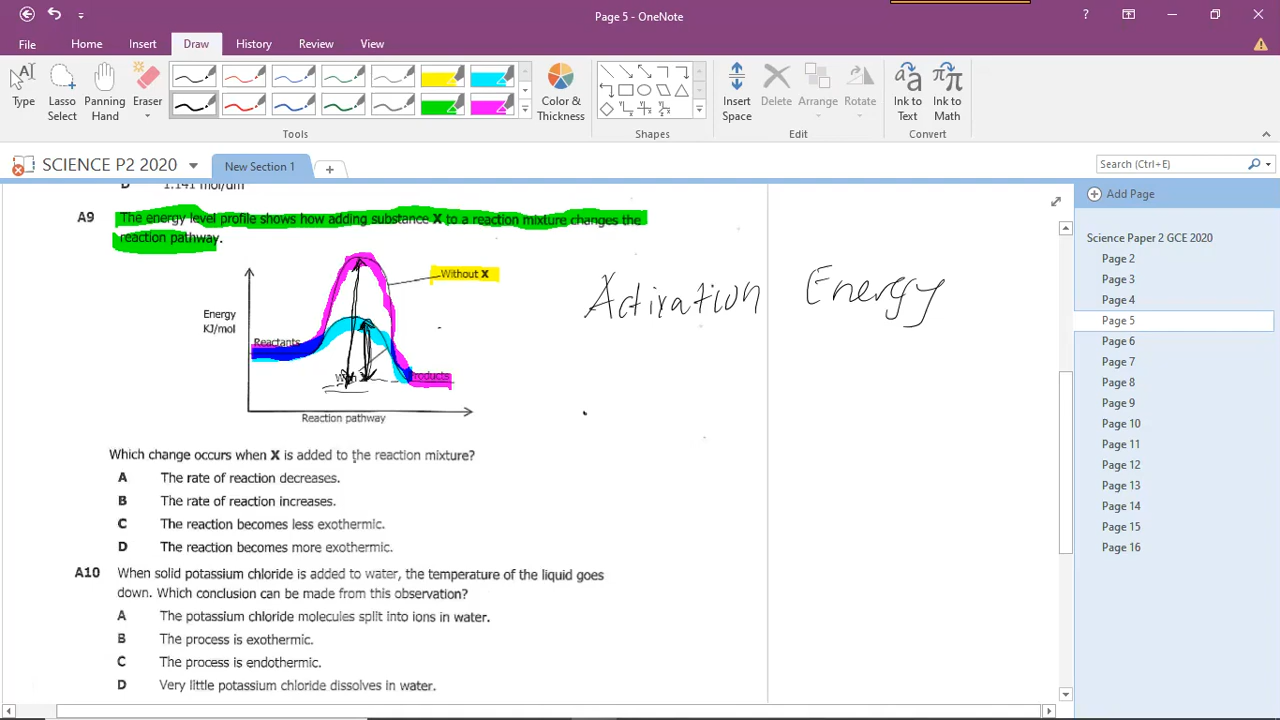 Page 5 - OneNote
?
File
Home
Insert
Draw
History
Review
View
Type
Lasso Select
Panning Hand
Eraser
Color & Thickness
Insert Space
Delete
Arrange
Rotate
Ink to Text
Ink to Math
Tools
Shapes
Edit
Convert
SCIENCE P2 2020
New Section 1
Search (Ctrl+E)
D 1.141 mol/dm
A9 The energy level profile shows how adding substance X to a reaction mixture changes the
reaction pathway.
Without X
Energy
KJ/mol
Reactants
Products
Reaction pathway
Activation Energy
Which change occurs when X is added to the reaction mixture?
A The rate of reaction decreases.
B The rate of reaction increases.
C The reaction becomes less exothermic.
D The reaction becomes more exothermic.
A10 When solid potassium chloride is added to water, the temperature of the liquid goes
down. Which conclusion can be made from this observation?
A The potassium chloride molecules split into ions in water.
B The process is exothermic.
C The process is endothermic.
D Very little potassium chloride dissolves in water.
Add Page
Science Paper 2 GCE 2020
Page 2
Page 3
Page 4
Page 5
Page 6
Page 7
Page 8
Page 9
Page 10
Page 11
Page 12
Page 13
Page 14
Page 15
Page 16